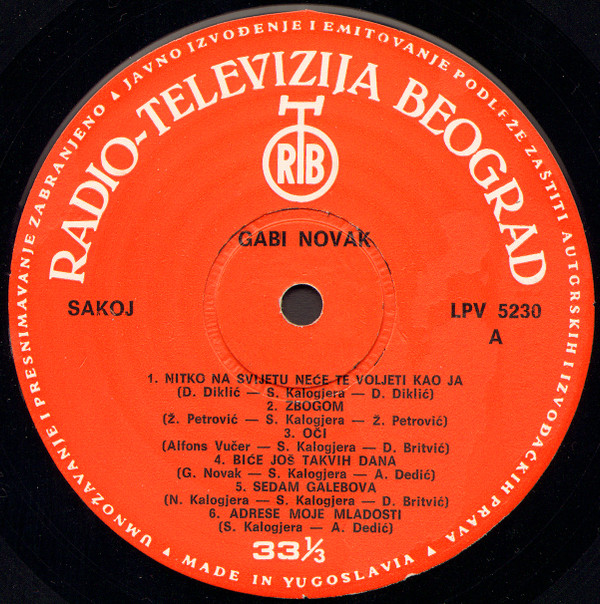 UMNOŽAVANJE I PRESNIMAVANJE ZABRANJENO ▲ JAVNO IZVOĐENJE I EMITOVANJE PODLEŽE ZAŠTITI AUTGRSKIH I IZVOĐAČKIH PRAVA ▲
RADIO-TELEVIZIJA BEOGRAD
RTB
GABI NOVAK
SAKOJ
LPV 5230
A
1. NITKO NA SVIJETU NEĆE TE VOLJETI KAO JA
(D. Diklić — S. Kalogjera — D. Diklić)
2. ZBOGOM
(Ž. Petrović — S. Kalogjera — Ž. Petrović)
3. OČI
(Alfons Vučer — S. Kalogjera — D. Britvić)
4. BIĆE JOŠ TAKVIH DANA
(G. Novak — S. Kalogjera — A. Dedić)
5. SEDAM GALEBOVA
(N. Kalogjera — S. Kalogjera — D. Britvić)
6. ADRESE MOJE MLADOSTI
(S. Kalogjera — A. Dedić)
33⅓
▲ MADE IN YUGOSLAVIA ▲